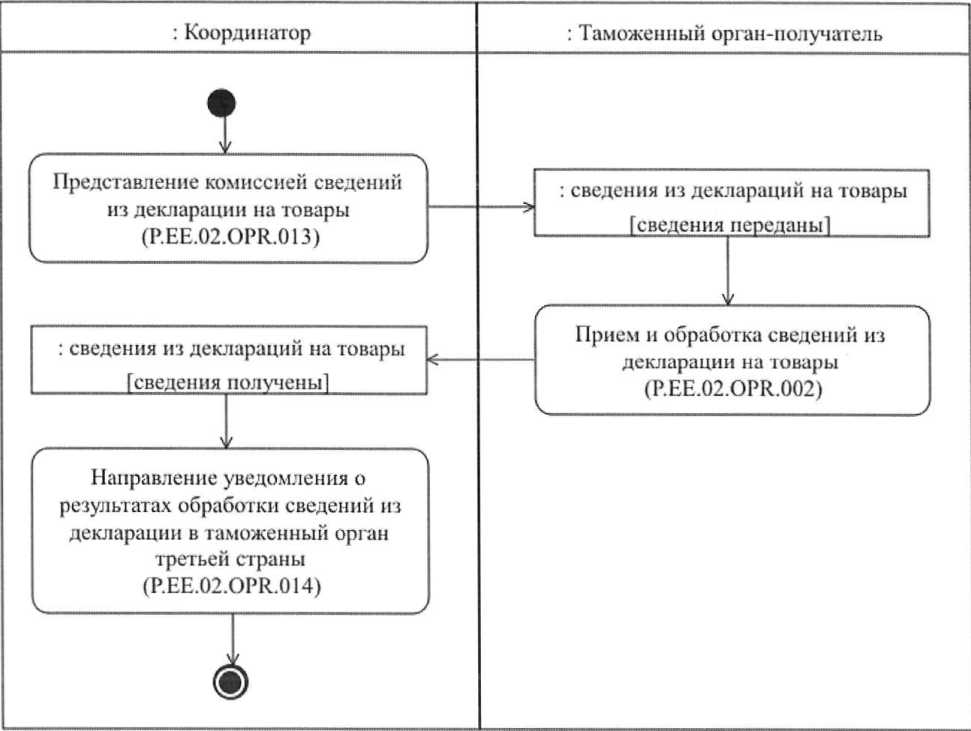 : Координатор
: Таможенный орган-получатель
Представление комиссией сведений
из декларации на товары
(P.EE.02.OPR.013)
: сведения из деклараций на товары
[сведения переданы]
Прием и обработка сведений из
декларации на товары
(P.EE.02.OPR.002)
: сведения из деклараций на товары
[сведения получены]
Направление уведомления о
результатах обработки сведений из
декларации в таможенный орган
третьей страны
(P.EE.02.OPR.014)